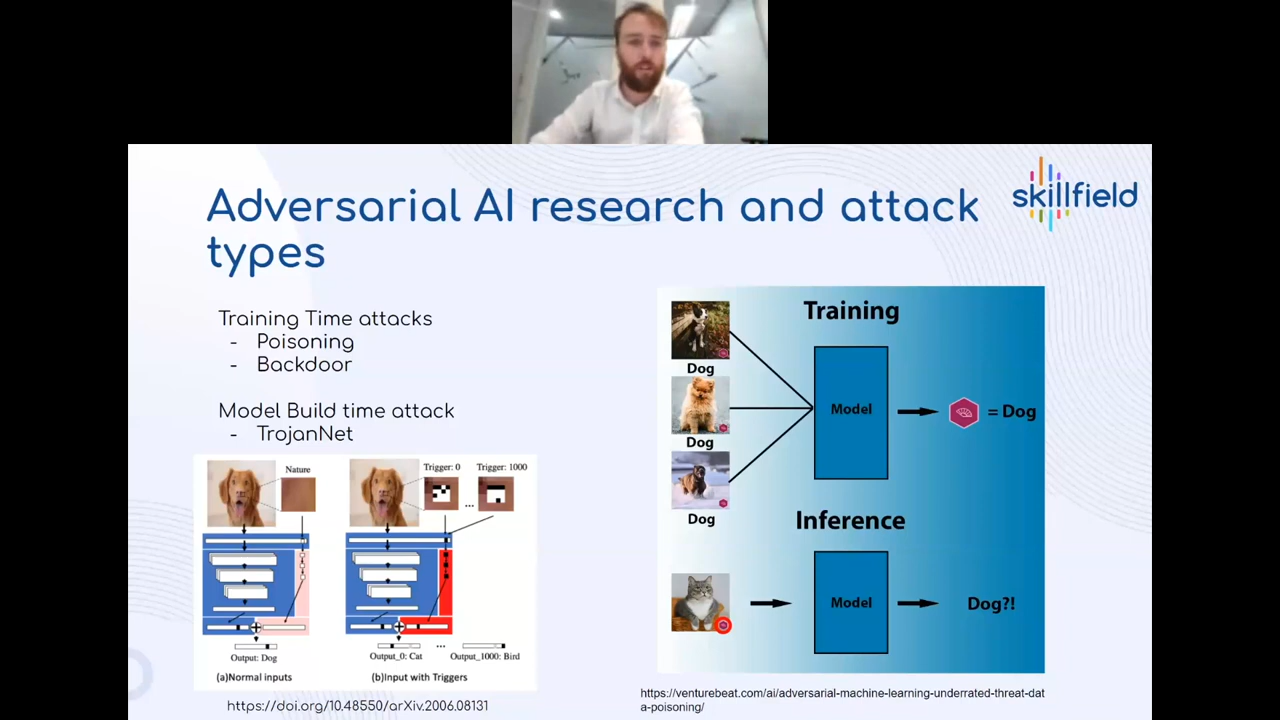 skillfield
Adversarial AI research and attack
types
Training Time attacks
- Poisoning
- Backdoor
Model Build time attack
- TrojanNet
Nature
Trigger: 0
Trigger: 1000
...
...
Output: Dog
Output_0: Cat
Output_1000: Bird
(a)Normal inputs
(b)Input with Triggers
https://doi.org/10.48550/arXiv.2006.08131
Training
Dog
Dog
Dog
Model
= Dog
Inference
Model
Dog?!
https://venturebeat.com/ai/adversarial-machine-learning-underrated-threat-dat
a-poisoning/